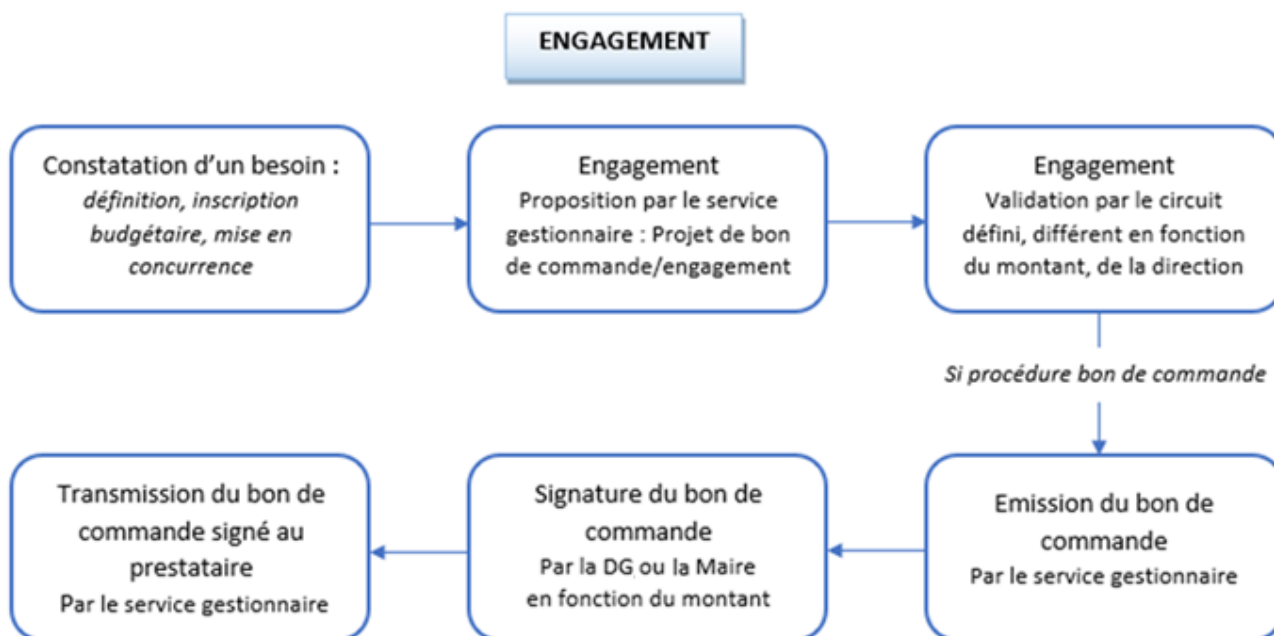 ENGAGEMENT
Constatation d’un besoin :
définition, inscription
budgétaire, mise en
concurrence
Engagement
Proposition par le service
gestionnaire : Projet de bon
de commande/engagement
Engagement
Validation par le circuit
défini, différent en fonction
du montant, de la direction
Si procédure bon de commande
Emission du bon de
commande
Par le service gestionnaire
Signature du bon de
commande
Par la DG ou la Maire
en fonction du montant
Transmission du bon de
commande signé au
prestataire
Par le service gestionnaire